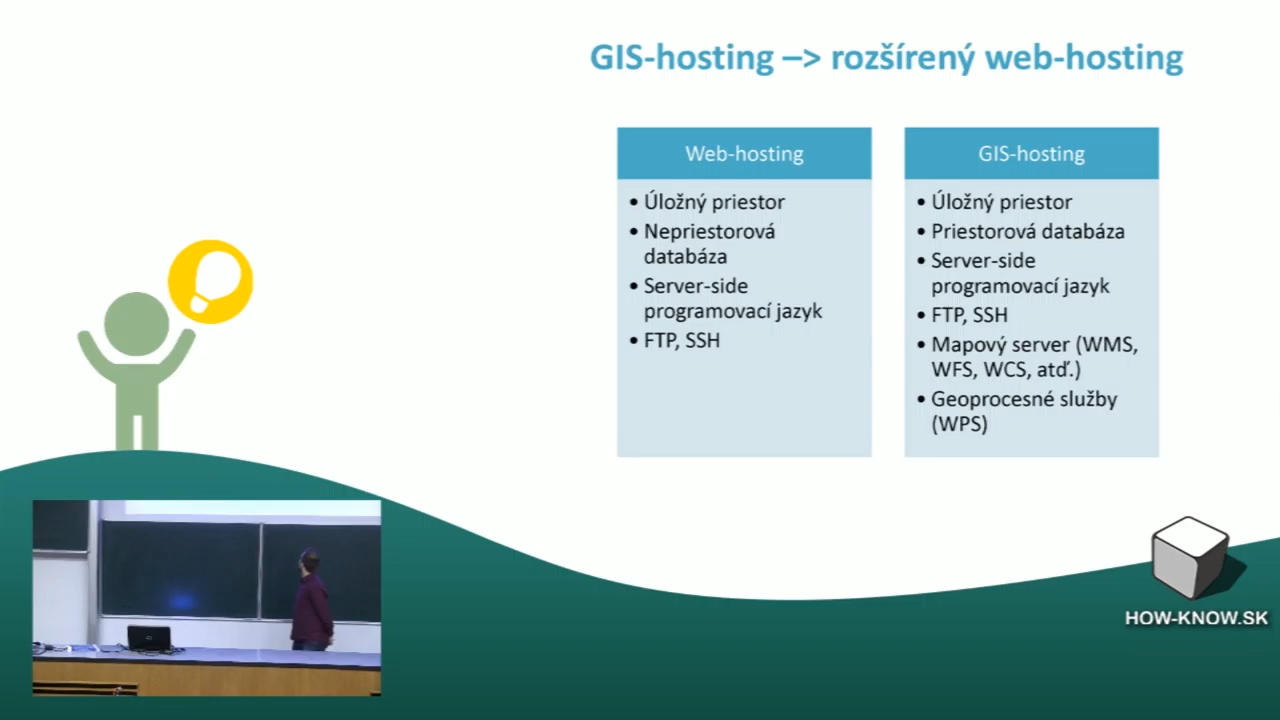 GIS-hosting –> rozšírený web-hosting
Web-hosting
• Úložný priestor
• Nepriestorová
databáza
• Server-side
programovací jazyk
• FTP, SSH
GIS-hosting
• Úložný priestor
• Priestorová databáza
• Server-side
programovací jazyk
• FTP, SSH
• Mapový server (WMS,
WFS, WCS, atď.)
• Geoprocesné služby
(WPS)
HOW-KNOW.SK